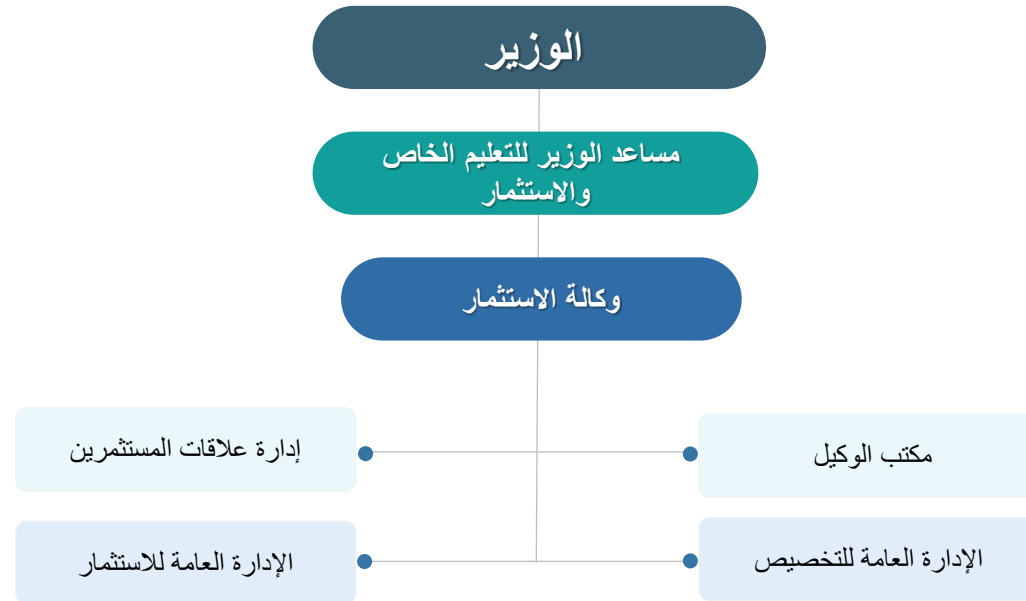 الوزير
مساعد الوزير للتعليم الخاص
والاستثمار
وكالة الاستثمار
مكتب الوكيل
إدارة علاقات المستثمرين
الإدارة العامة للتخصيص
الإدارة العامة للاستثمار